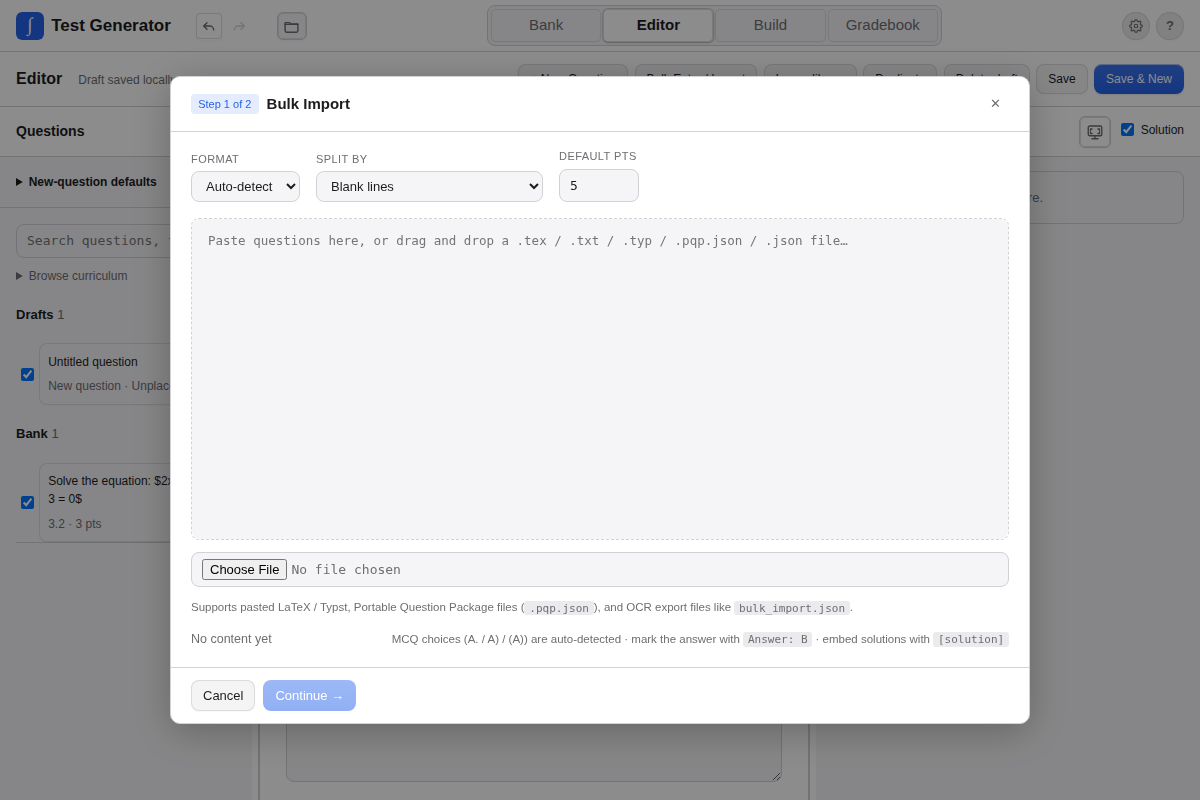 ∫ Test Generator
Bank
Editor
Build
Gradebook
?
Editor
Draft saved locally
Save
Save & New
Questions
Solution
New-question defaults
re.
Search questions,
Browse curriculum
Drafts 1
Untitled question
New question · Unplac
Bank 1
Solve the equation: $2x
3 = 0$
3.2 · 3 pts
Step 1 of 2
Bulk Import
×
FORMAT
SPLIT BY
DEFAULT PTS
Auto-detect
Blank lines
5
Paste questions here, or drag and drop a .tex / .txt / .typ / .pqp.json / .json file…
Choose File No file chosen
Supports pasted LaTeX / Typst, Portable Question Package files (.pqp.json), and OCR export files like bulk_import.json.
No content yet
MCQ choices (A. / A) / (A)) are auto-detected · mark the answer with Answer: B · embed solutions with [solution]
Cancel
Continue →